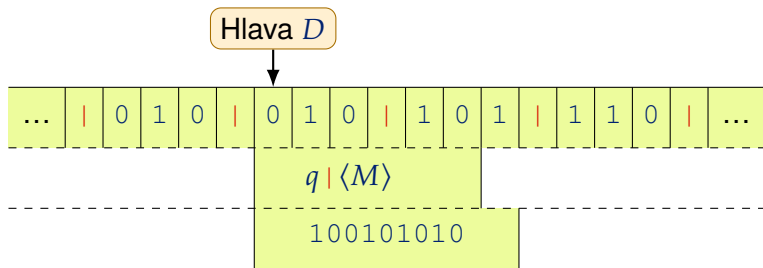 Hlava D
... | 0 1 0 | 0 1 0 | 1 0 1 | 1 1 0 | ...
q | ⟨M⟩
100101010